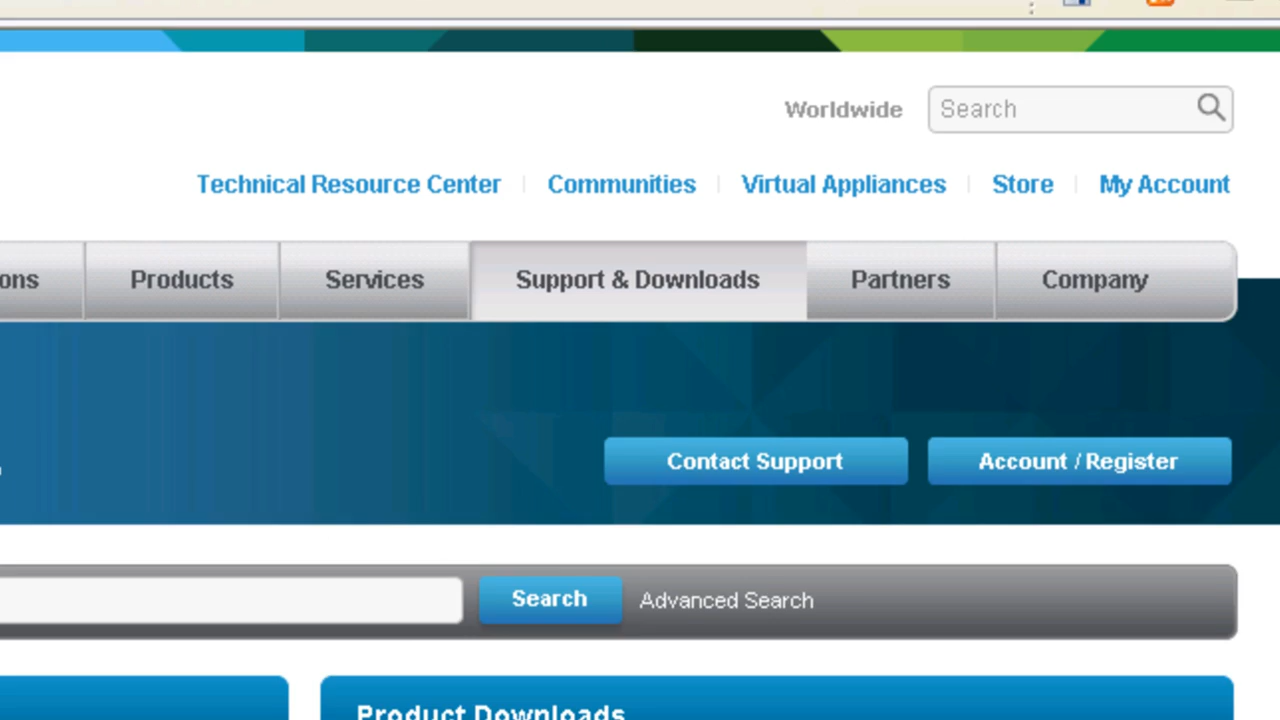 Worldwide Search
Technical Resource Center Communities Virtual Appliances Store My Account
ons Products Services Support & Downloads Partners Company
Contact Support Account / Register
Search Advanced Search
Product Downloads